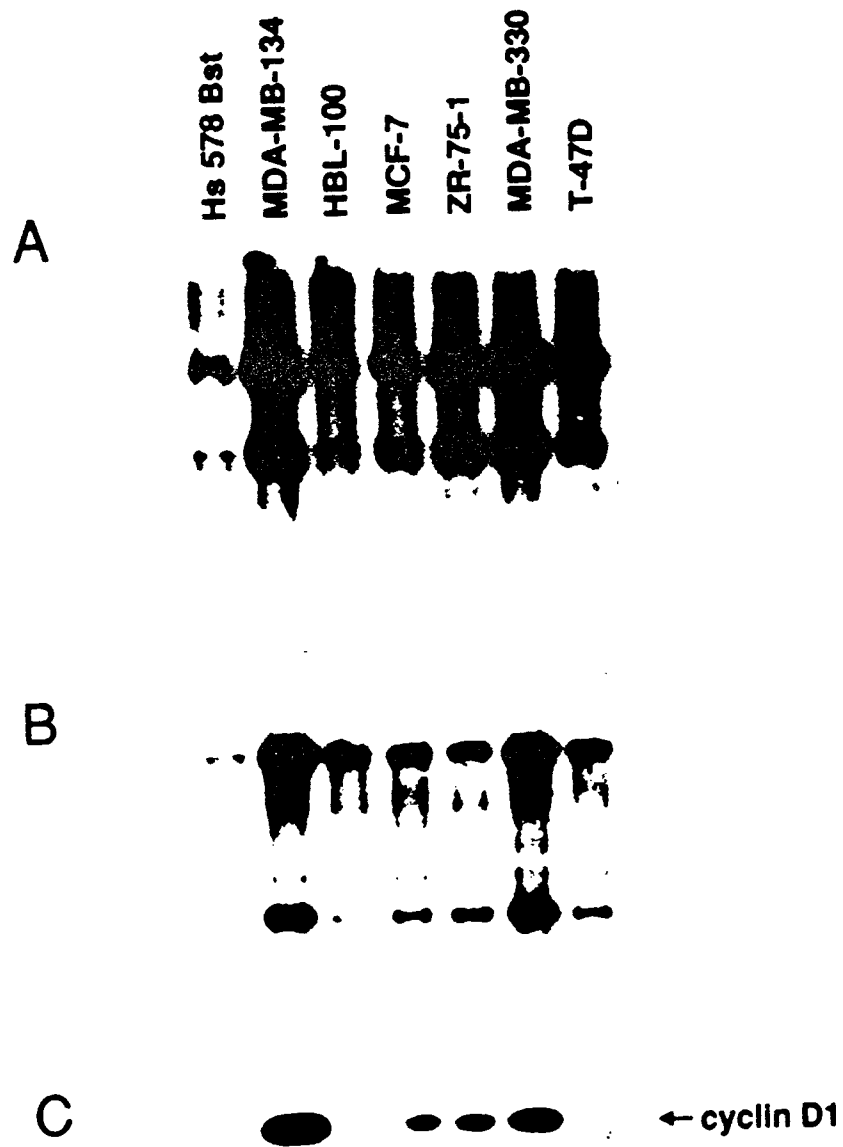 Hs 578 Bst
MDA-MB-134
HBL-100
MCF-7
ZR-75-1
MDA-MB-330
T-47D
A
B
C
← cyclin D1